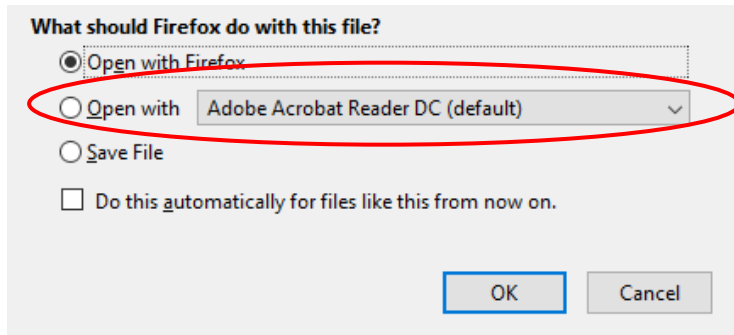 What should Firefox do with this file?
Open with Firefox
Open with Adobe Acrobat Reader DC (default)
Save File
Do this automatically for files like this from now on.
OK Cancel